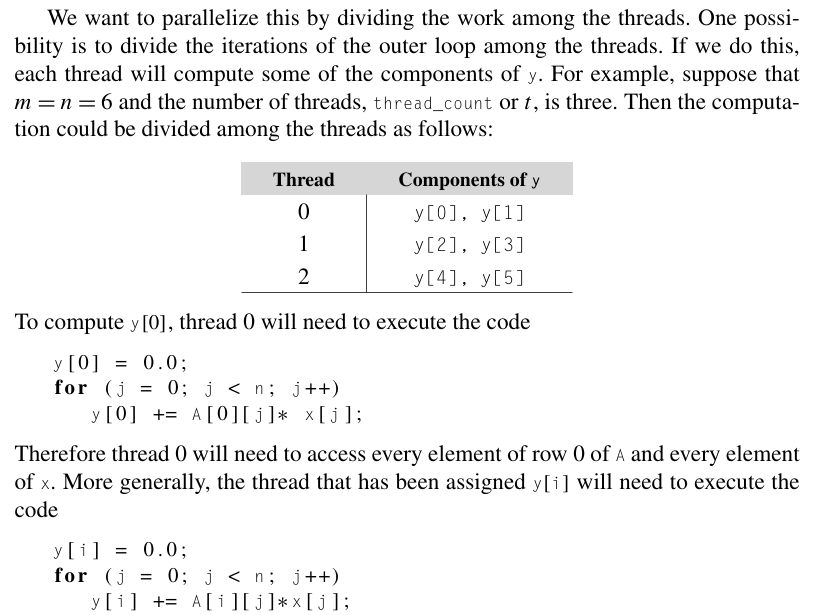 We want to parallelize this by dividing the work among the threads. One possi-
bility is to divide the iterations of the outer loop among the threads. If we do this,
each thread will compute some of the components of y. For example, suppose that
m = n = 6 and the number of threads, thread_count or t, is three. Then the computa-
tion could be divided among the threads as follows:
Thread Components of y
0 y[0], y[1]
1 y[2], y[3]
2 y[4], y[5]
To compute y[0], thread 0 will need to execute the code
y[0] = 0.0;
for (j = 0; j < n; j++)
y[0] += A[0][j]* x[j];
Therefore thread 0 will need to access every element of row 0 of A and every element
of x. More generally, the thread that has been assigned y[i] will need to execute the
code
y[i] = 0.0;
for (j = 0; j < n; j++)
y[i] += A[i][j]*x[j];